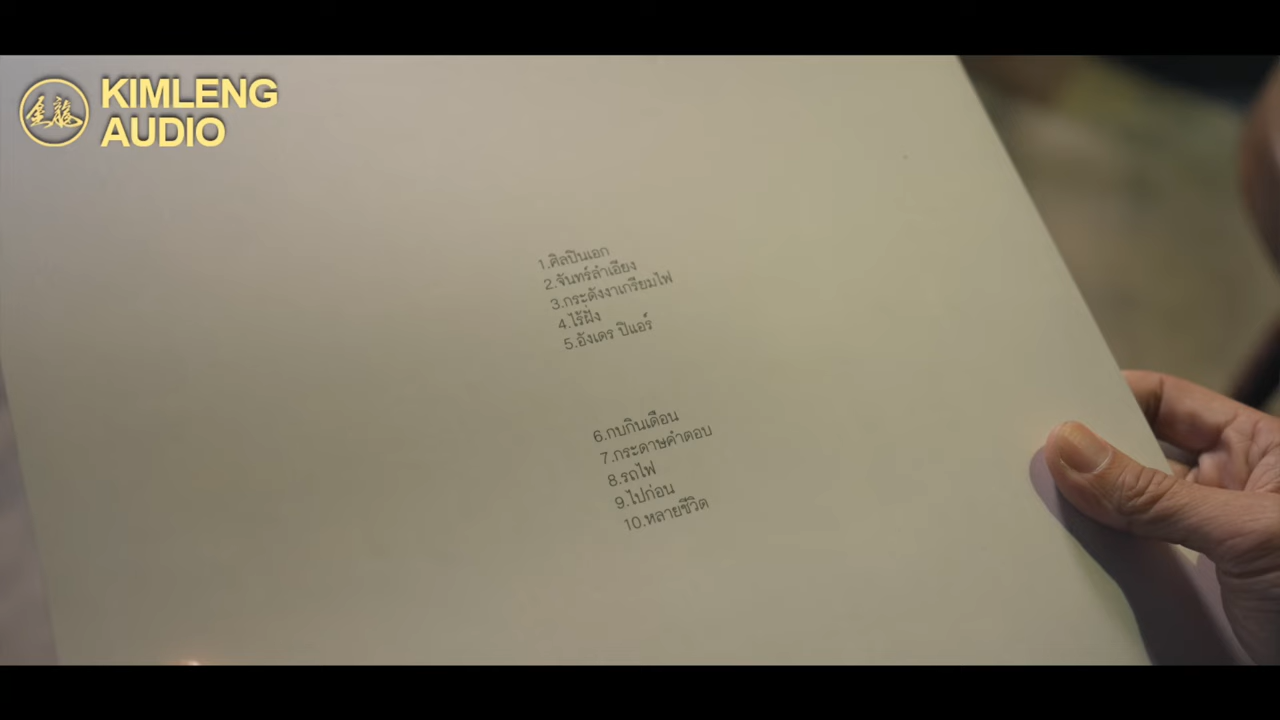 金龍
KIMLENG
AUDIO
1.ศิลปินเอก
2.จันทร์ลำเอียง
3.กระดังงาเกรียมไฟ
4.ไร้ฝั่ง
5.อังเดร ปิแอร์
6.กบกินเดือน
7.กระดาษคำตอบ
8.รถไฟ
9.ไปก่อน
10.หลายชีวิต